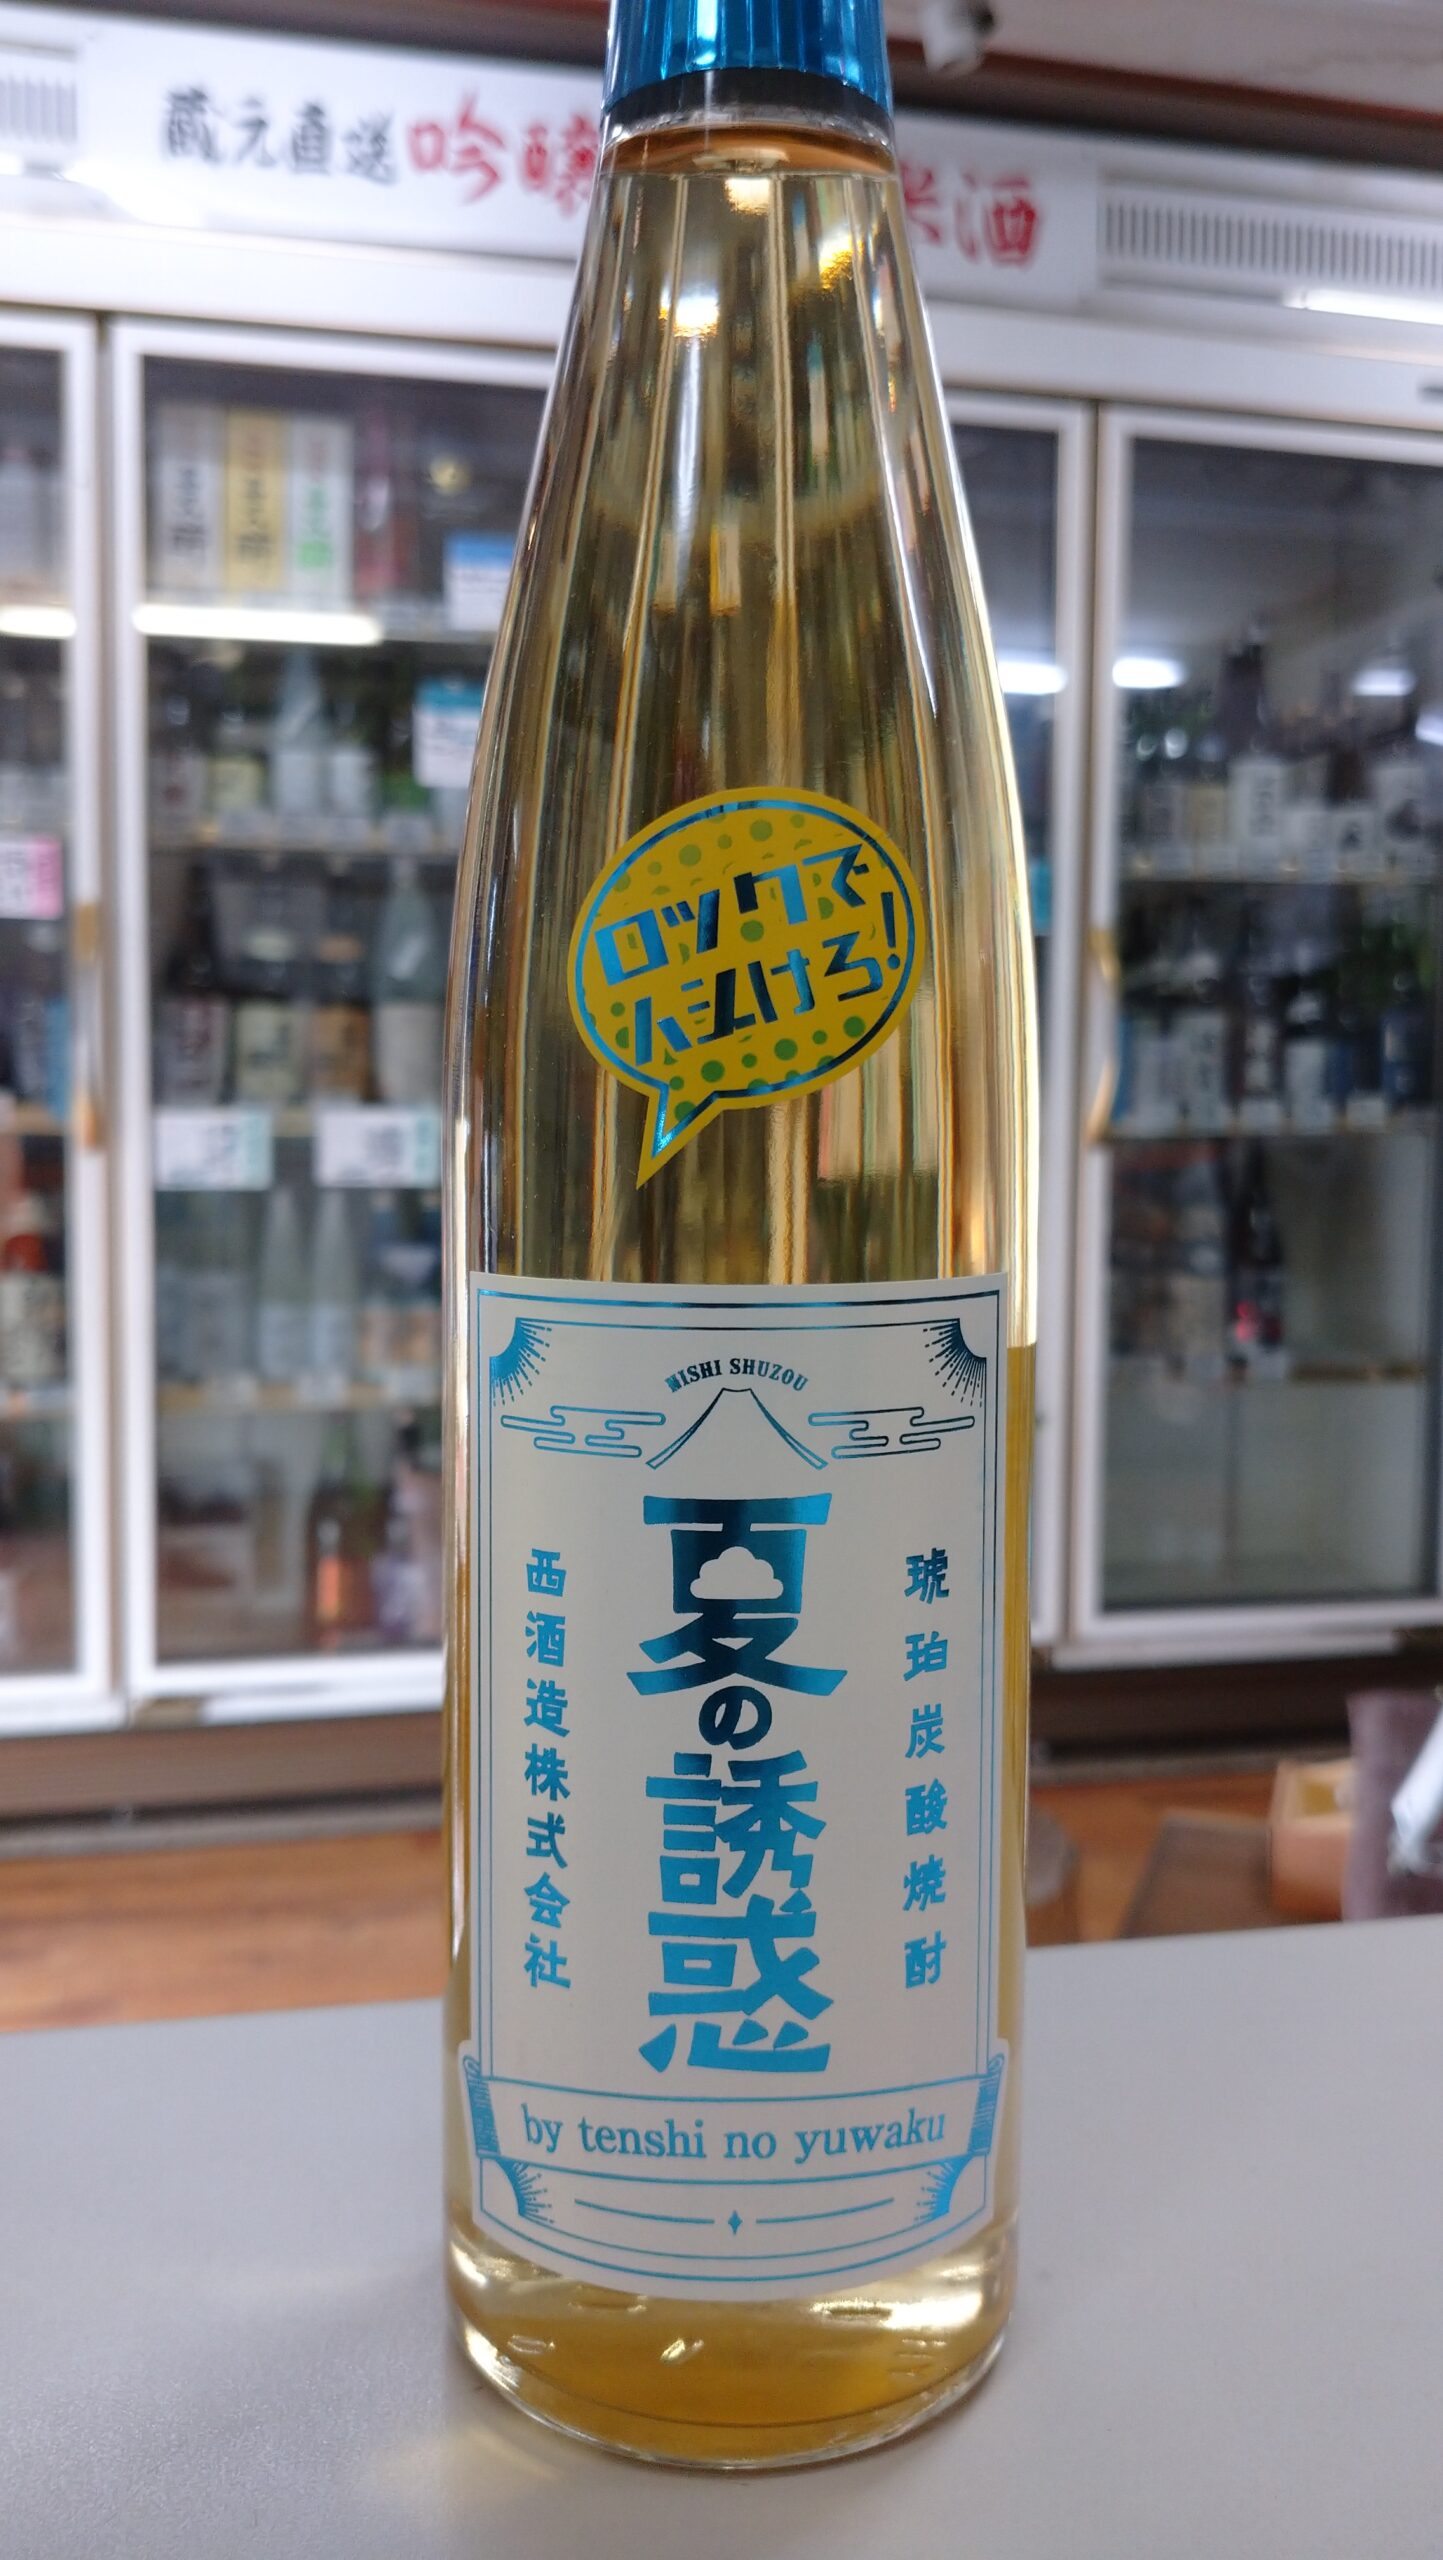 蔵元直送 吟醸
米酒
ロックで
ハジけろ!
NISHI SHUZOU
夏の誘惑
琥珀炭酸焼酎
西酒造株式会社
by tenshi no yuwaku